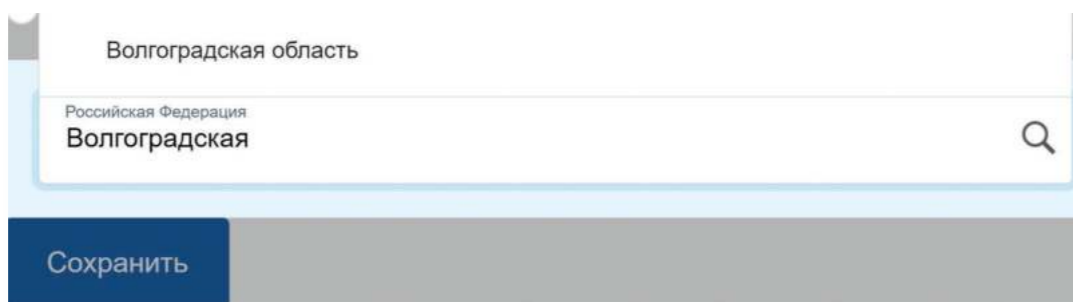 Волгоградская область
Российская Федерация
Волгоградская
Сохранить